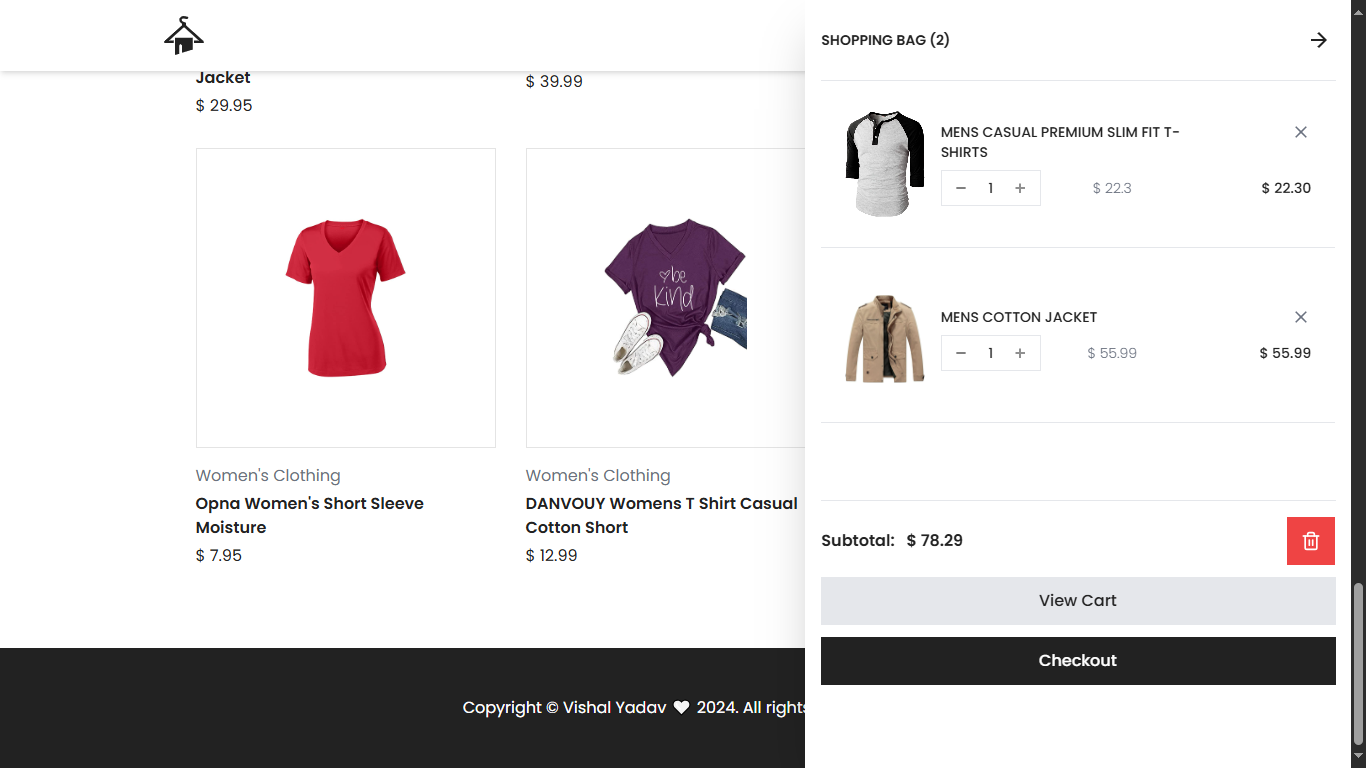 Jacket
$ 29.95
$ 39.99
be
kind
Women's Clothing
Opna Women's Short Sleeve
Moisture
$ 7.95
Women's Clothing
DANVOUY Womens T Shirt Casual
Cotton Short
$ 12.99
Copyright © Vishal Yadav ♥ 2024. All rights
SHOPPING BAG (2)
MENS CASUAL PREMIUM SLIM FIT T-
SHIRTS
1
$ 22.3
$ 22.30
MENS COTTON JACKET
1
$ 55.99
$ 55.99
Subtotal: $ 78.29
View Cart
Checkout